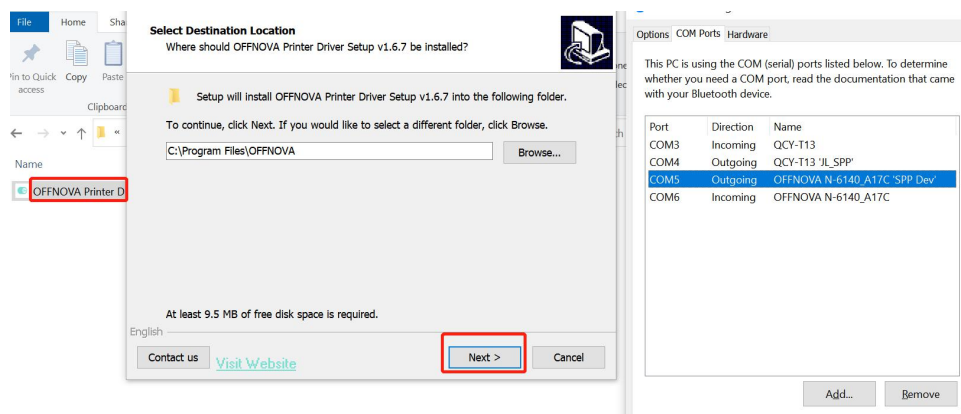 File Home Sha
Pin to Quick access
Copy
Paste
Clipboard
Name
OFFNOVA Printer D
Select Destination Location
Where should OFFNOVA Printer Driver Setup v1.6.7 be installed?
Setup will install OFFNOVA Printer Driver Setup v1.6.7 into the following folder.
To continue, click Next. If you would like to select a different folder, click Browse.
C:\Program Files\OFFNOVA
Browse...
At least 9.5 MB of free disk space is required.
English
Contact us
Visit Website
Next >
Cancel
Options COM Ports Hardware
This PC is using the COM (serial) ports listed below. To determine
whether you need a COM port, read the documentation that came
with your Bluetooth device.
Port Direction Name
COM3 Incoming QCY-T13
COM4 Outgoing QCY-T13 'JL_SPP'
COM5 Outgoing OFFNOVA N-6140_A17C 'SPP Dev'
COM6 Incoming OFFNOVA N-6140_A17C
Add...
Remove